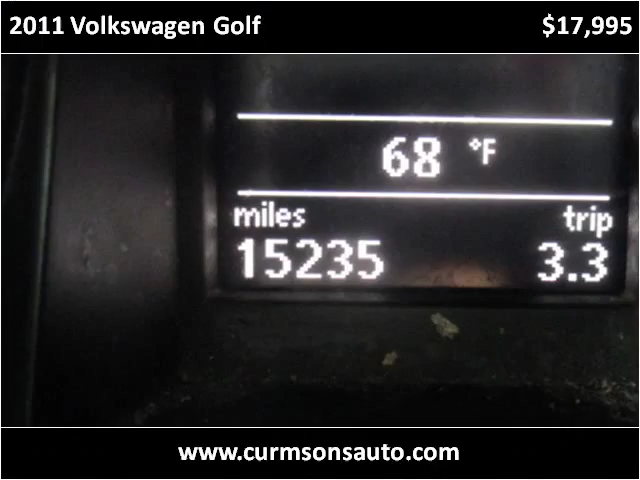 2011 Volkswagen Golf $17,995
68 °F
miles trip
15235 3.3
www.curmsonsauto.com